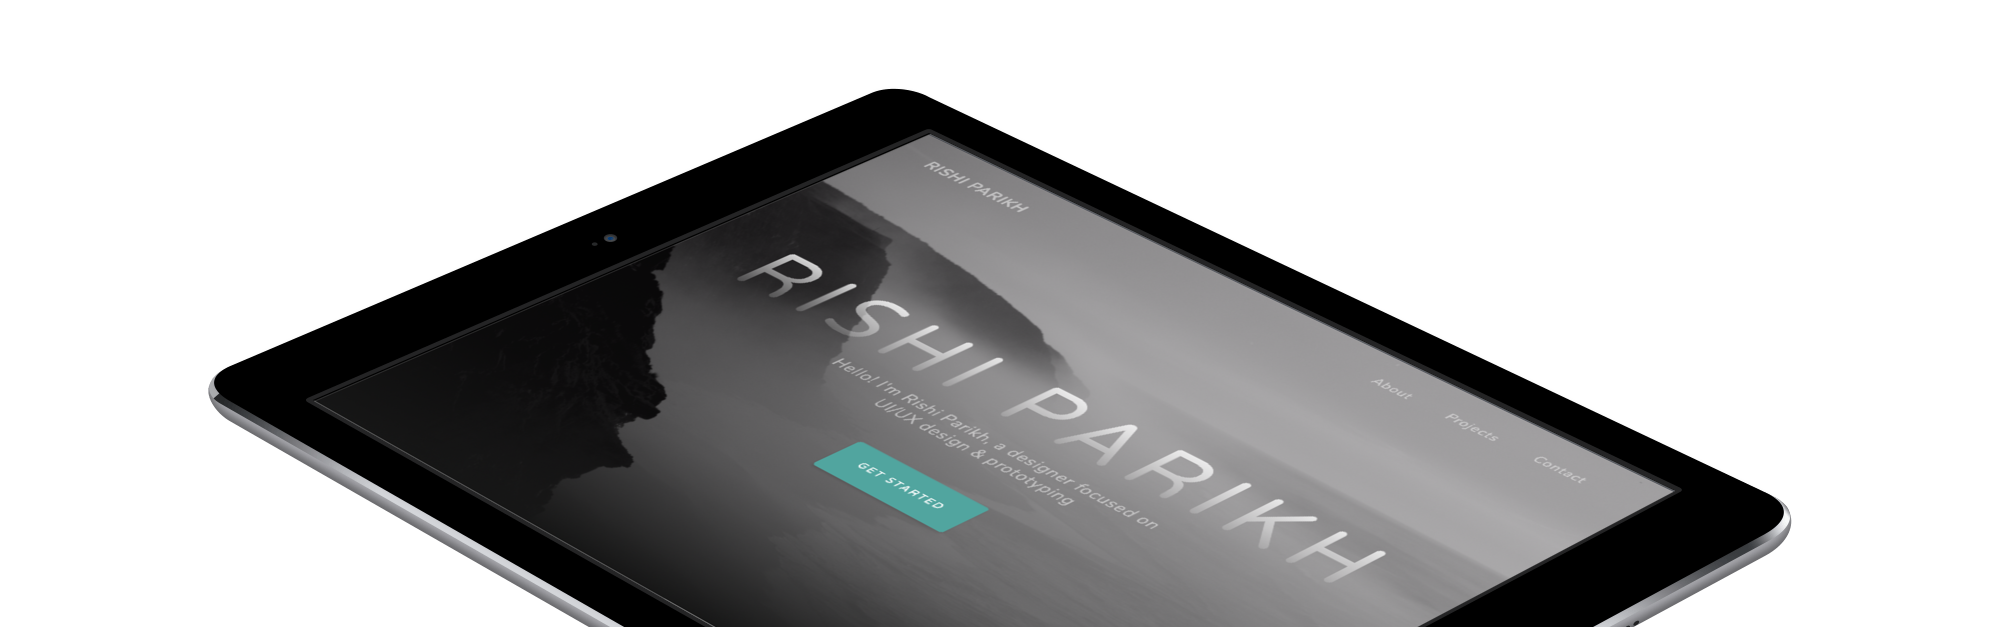 RISHI PARIKH
About
Projects
Contact
RISHI PARIKH
Hello! I'm Rishi Parikh, a designer focused on
UI/UX design & prototyping
GET STARTED